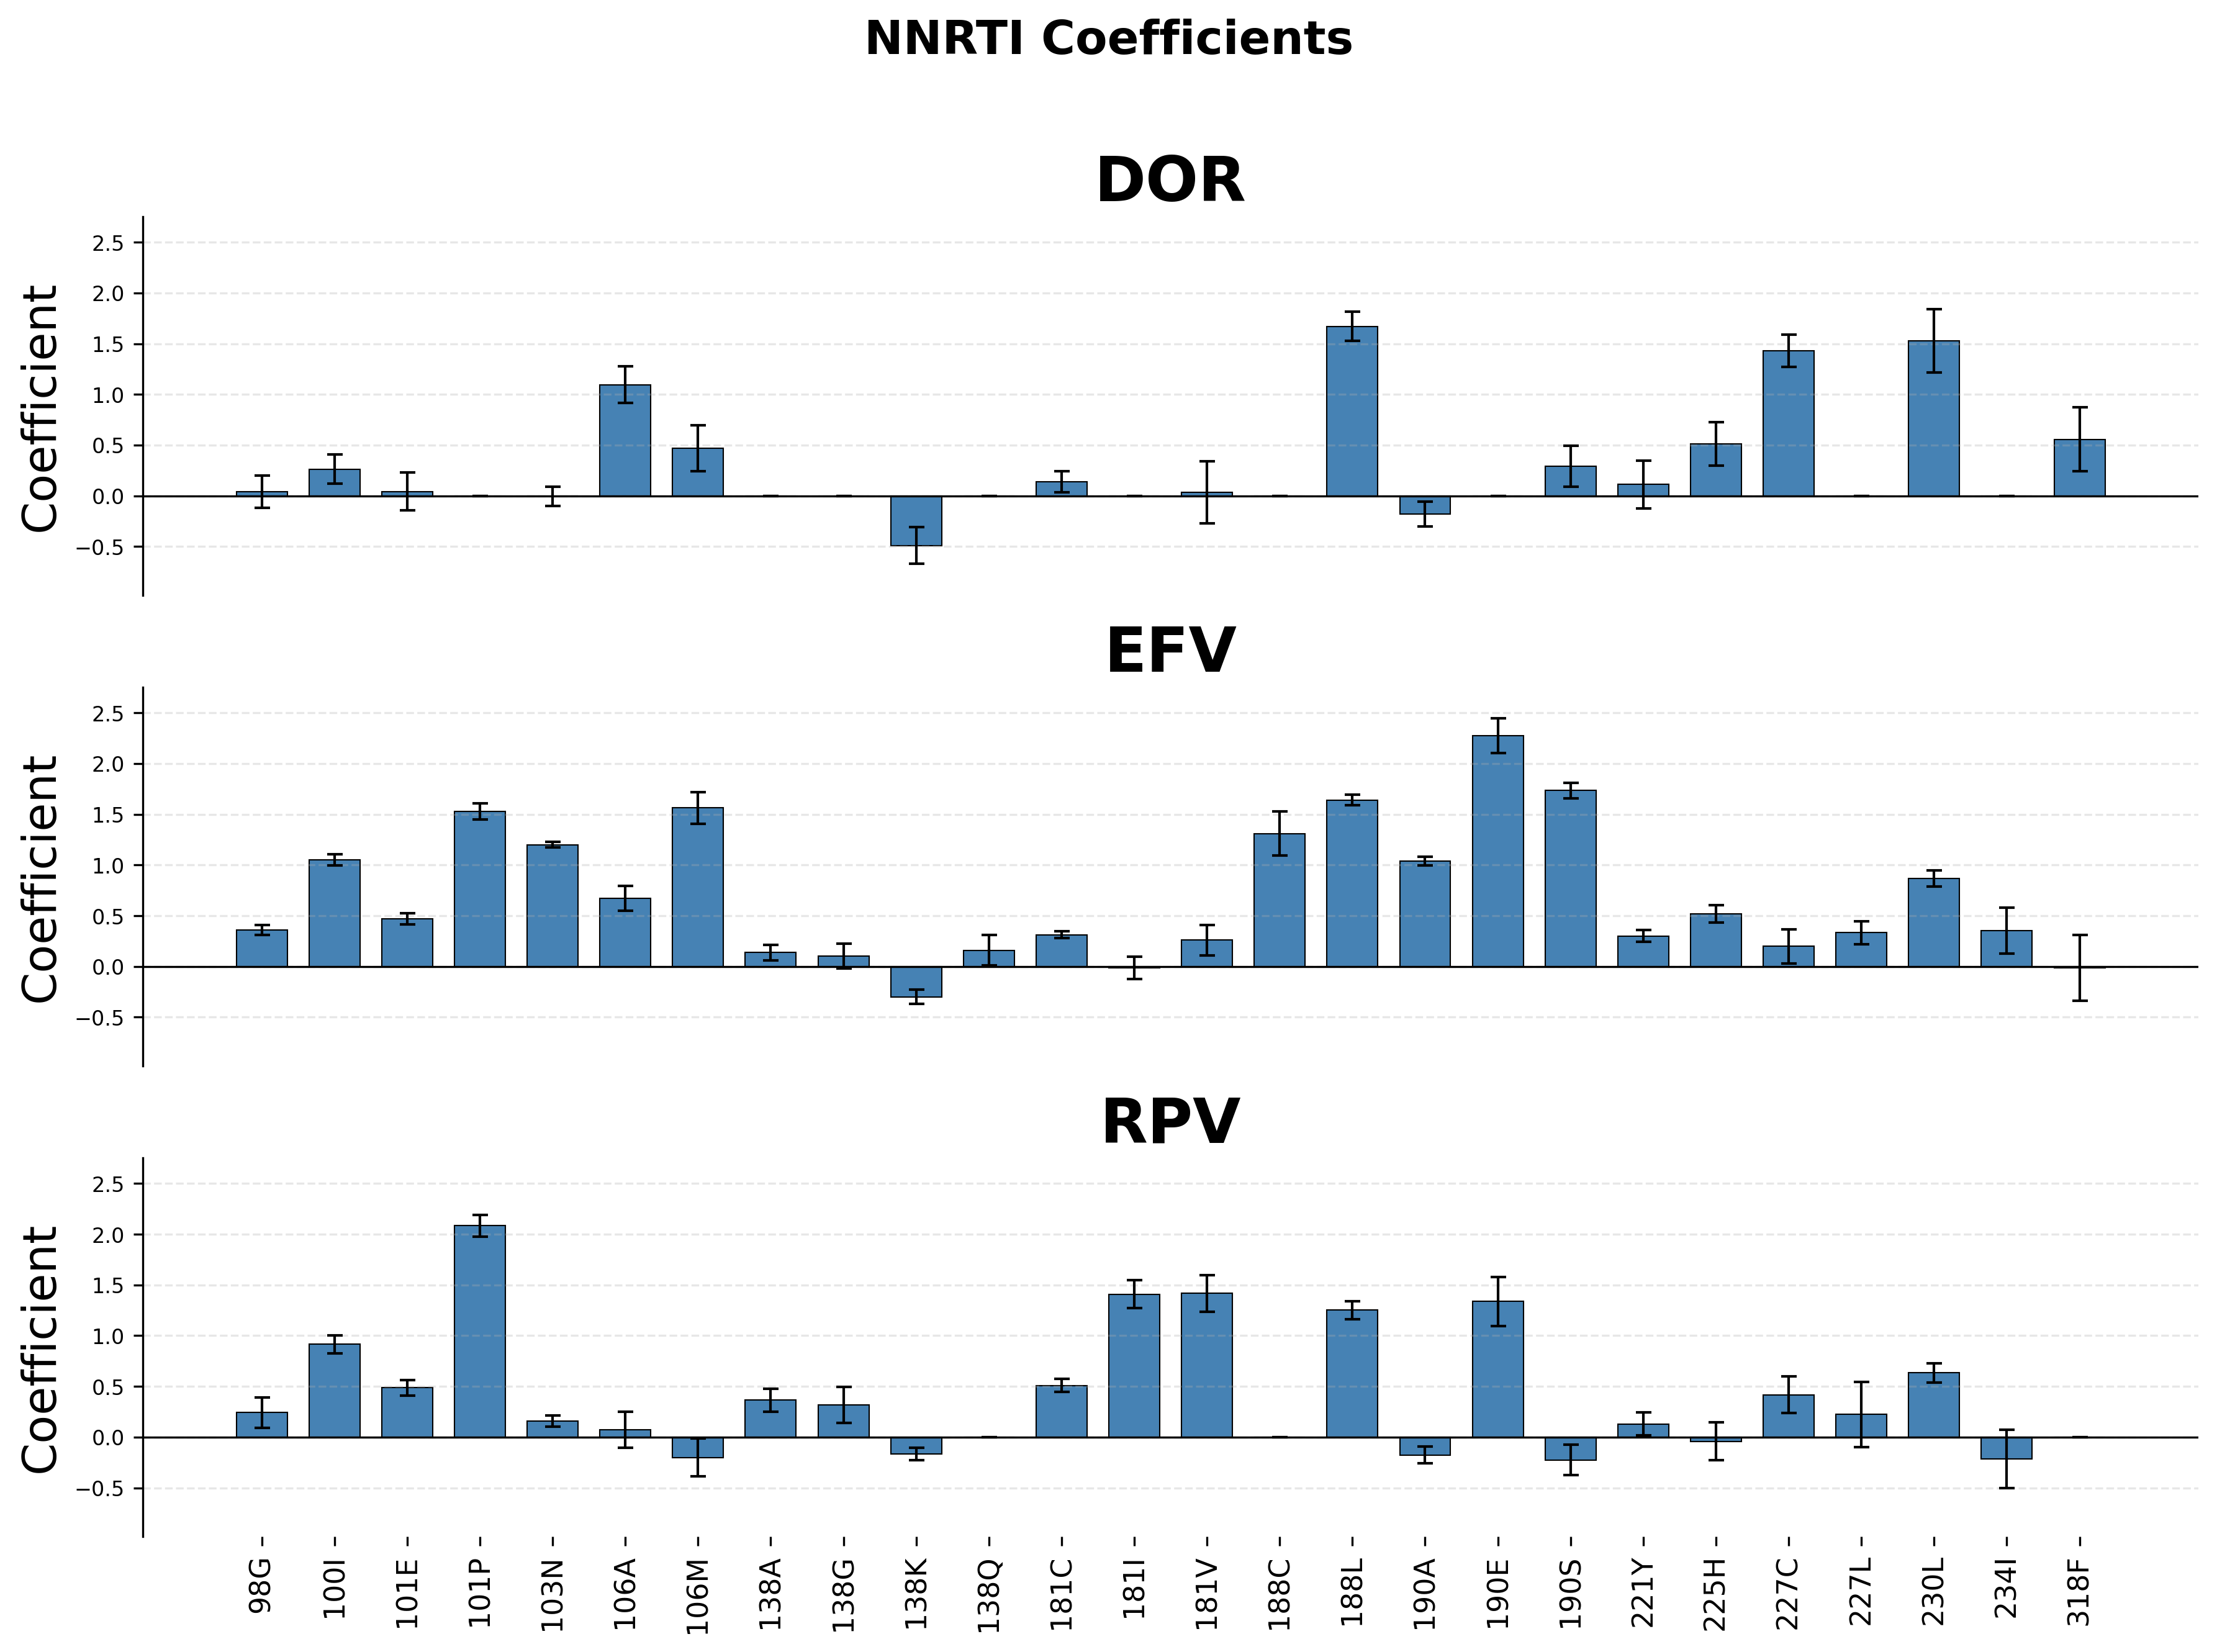 NNRTI Coefficients
DOR
Coefficient
2.5
2.0
1.5
1.0
0.5
0.0
−0.5
EFV
Coefficient
2.5
2.0
1.5
1.0
0.5
0.0
−0.5
RPV
Coefficient
2.5
2.0
1.5
1.0
0.5
0.0
−0.5
98G
100I
101E
101P
103N
106A
106M
138A
138G
138K
138Q
181C
181I
181V
188C
188L
190A
190E
190S
221Y
225H
227C
227L
230L
234I
318F